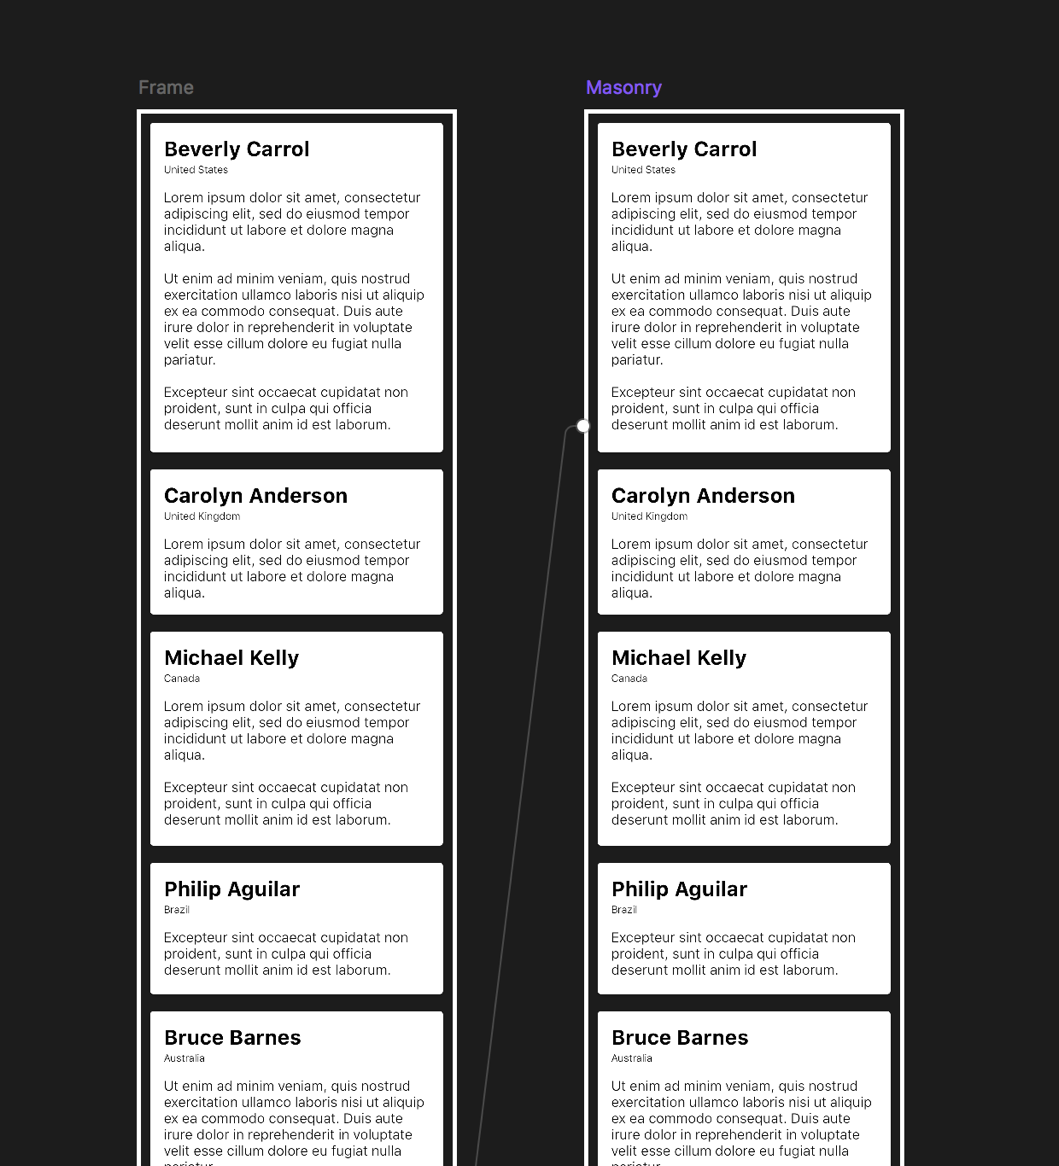 Frame
Beverly Carrol
United States
Lorem ipsum dolor sit amet, consectetur
adipiscing elit, sed do eiusmod tempor
incididunt ut labore et dolore magna
aliqua.
Ut enim ad minim veniam, quis nostrud
exercitation ullamco laboris nisi ut aliquip
ex ea commodo consequat. Duis aute
irure dolor in reprehenderit in voluptate
velit esse cillum dolore eu fugiat nulla
pariatur.
Excepteur sint occaecat cupidatat non
proident, sunt in culpa qui officia
deserunt mollit anim id est laborum.
Carolyn Anderson
United Kingdom
Lorem ipsum dolor sit amet, consectetur
adipiscing elit, sed do eiusmod tempor
incididunt ut labore et dolore magna
aliqua.
Michael Kelly
Canada
Lorem ipsum dolor sit amet, consectetur
adipiscing elit, sed do eiusmod tempor
incididunt ut labore et dolore magna
aliqua.
Excepteur sint occaecat cupidatat non
proident, sunt in culpa qui officia
deserunt mollit anim id est laborum.
Philip Aguilar
Brazil
Excepteur sint occaecat cupidatat non
proident, sunt in culpa qui officia
deserunt mollit anim id est laborum.
Bruce Barnes
Australia
Ut enim ad minim veniam, quis nostrud
exercitation ullamco laboris nisi ut aliquip
ex ea commodo consequat. Duis aute
irure dolor in reprehenderit in voluptate
velit esse cillum dolore eu fugiat nulla
pariatur.
Masonry
Beverly Carrol
United States
Lorem ipsum dolor sit amet, consectetur
adipiscing elit, sed do eiusmod tempor
incididunt ut labore et dolore magna
aliqua.
Ut enim ad minim veniam, quis nostrud
exercitation ullamco laboris nisi ut aliquip
ex ea commodo consequat. Duis aute
irure dolor in reprehenderit in voluptate
velit esse cillum dolore eu fugiat nulla
pariatur.
Excepteur sint occaecat cupidatat non
proident, sunt in culpa qui officia
deserunt mollit anim id est laborum.
Carolyn Anderson
United Kingdom
Lorem ipsum dolor sit amet, consectetur
adipiscing elit, sed do eiusmod tempor
incididunt ut labore et dolore magna
aliqua.
Michael Kelly
Canada
Lorem ipsum dolor sit amet, consectetur
adipiscing elit, sed do eiusmod tempor
incididunt ut labore et dolore magna
aliqua.
Excepteur sint occaecat cupidatat non
proident, sunt in culpa qui officia
deserunt mollit anim id est laborum.
Philip Aguilar
Brazil
Excepteur sint occaecat cupidatat non
proident, sunt in culpa qui officia
deserunt mollit anim id est laborum.
Bruce Barnes
Australia
Ut enim ad minim veniam, quis nostrud
exercitation ullamco laboris nisi ut aliquip
ex ea commodo consequat. Duis aute
irure dolor in reprehenderit in voluptate
velit esse cillum dolore eu fugiat nulla
pariatur.